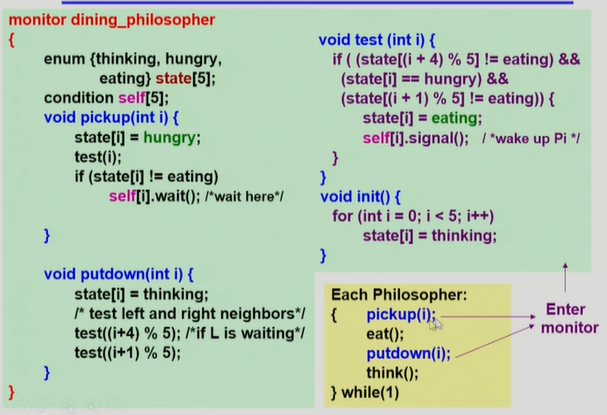 monitor dining_philosopher
{
enum {thinking, hungry,
eating} state[5];
condition self[5];
void pickup(int i) {
state[i] = hungry;
test(i);
if (state[i] != eating)
self[i].wait(); /*wait here*/
}
void putdown(int i) {
state[i] = thinking;
/* test left and right neighbors*/
test((i+4) % 5); /*if L is waiting*/
test((i+1) % 5);
}
}
void test (int i) {
if ( (state[(i + 4) % 5] != eating) &&
(state[i] == hungry) &&
(state[(i + 1) % 5] != eating)) {
state[i] = eating;
self[i].signal(); /*wake up Pi */
}
}
void init() {
for (int i = 0; i < 5; i++)
state[i] = thinking;
}
Each Philosopher:
{ pickup(i);
eat();
putdown(i);
think();
} while(1)
Enter
monitor